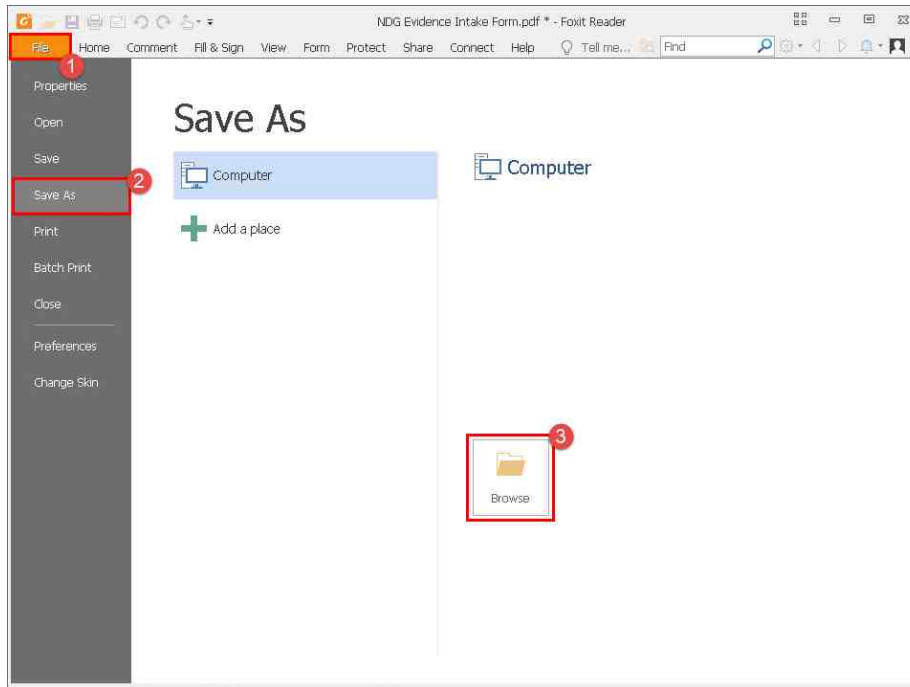 NDG Evidence Intake Form.pdf * - Foxit Reader
File Home Comment Fill & Sign View Form Protect Share Connect Help Tell me... Find
1
Properties
Open
Save
Save As
2
Print
Batch Print
Close
Preferences
Change Skin
Save As
Computer
Add a place
Computer
3
Browse